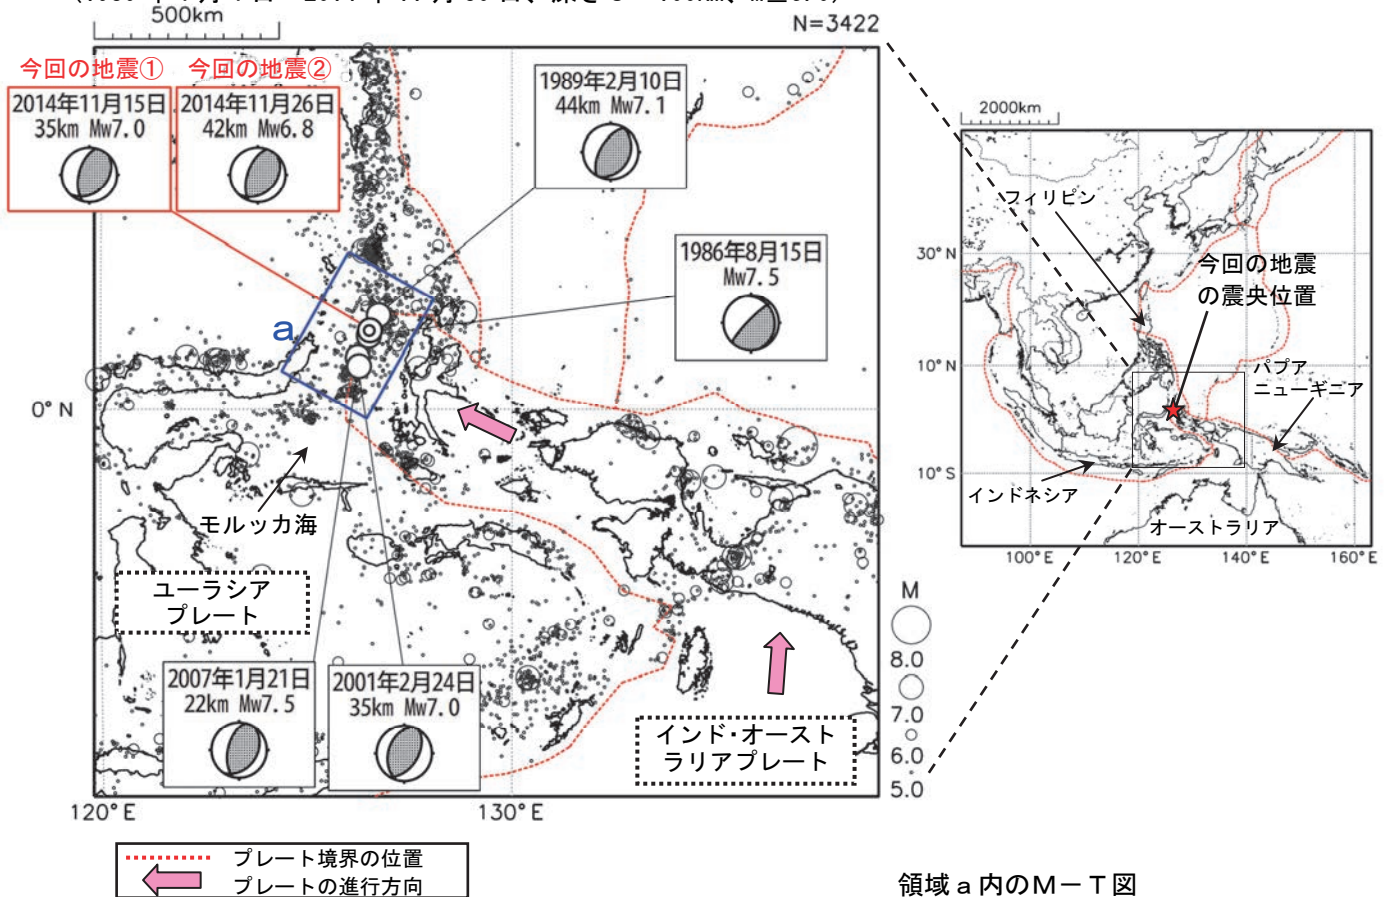 500km
N=3422
今回の地震①
今回の地震②
2014年11月15日
35km Mw7.0
2014年11月26日
42km Mw6.8
1989年2月10日
44km Mw7.1
1986年8月15日
Mw7.5
a
0°N
モルッカ海
ユーラシア
プレート
2007年1月21日
22km Mw7.5
2001年2月24日
35km Mw7.0
インド・オースト
ラリアプレート
120°E
130°E
M
8.0
7.0
6.0
5.0
プレート境界の位置
プレートの進行方向
2000km
フィリピン
30°N
今回の地震
の震央位置
10°N
パプア
ニューギニア
10°S
インドネシア
オーストラリア
100°E
120°E
140°E
160°E
領域a内のM-T図